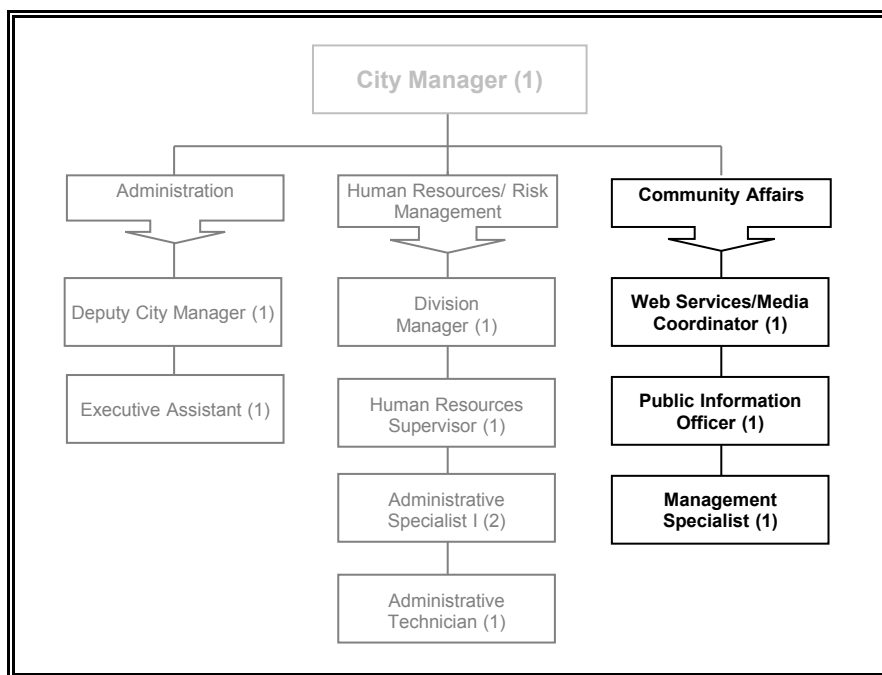 City Manager (1)
Administration
Human Resources/ Risk
Management
Community Affairs
Deputy City Manager (1)
Division
Manager (1)
Web Services/Media
Coordinator (1)
Executive Assistant (1)
Human Resources
Supervisor (1)
Public Information
Officer (1)
Administrative
Specialist I (2)
Management
Specialist (1)
Administrative
Technician (1)